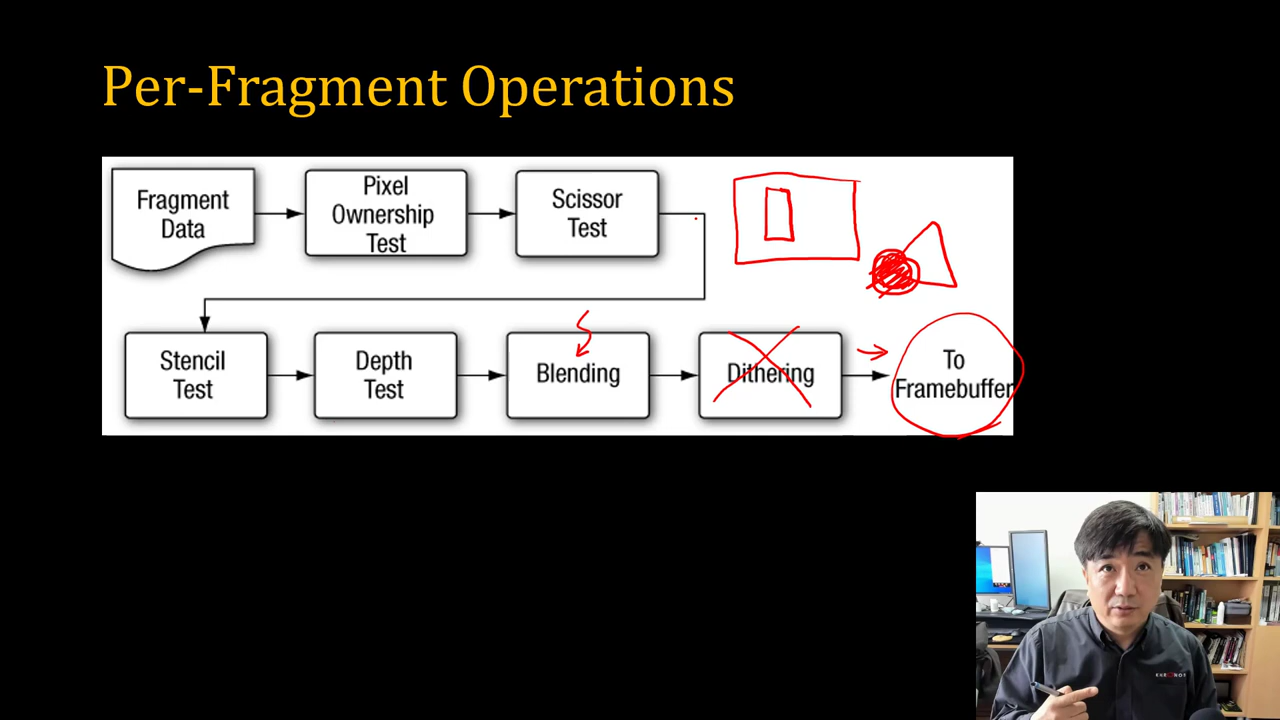 Per-Fragment Operations
Fragment
Data
Pixel
Ownership
Test
Scissor
Test
Stencil
Test
Depth
Test
Blending
Dithering
To
Framebuffer